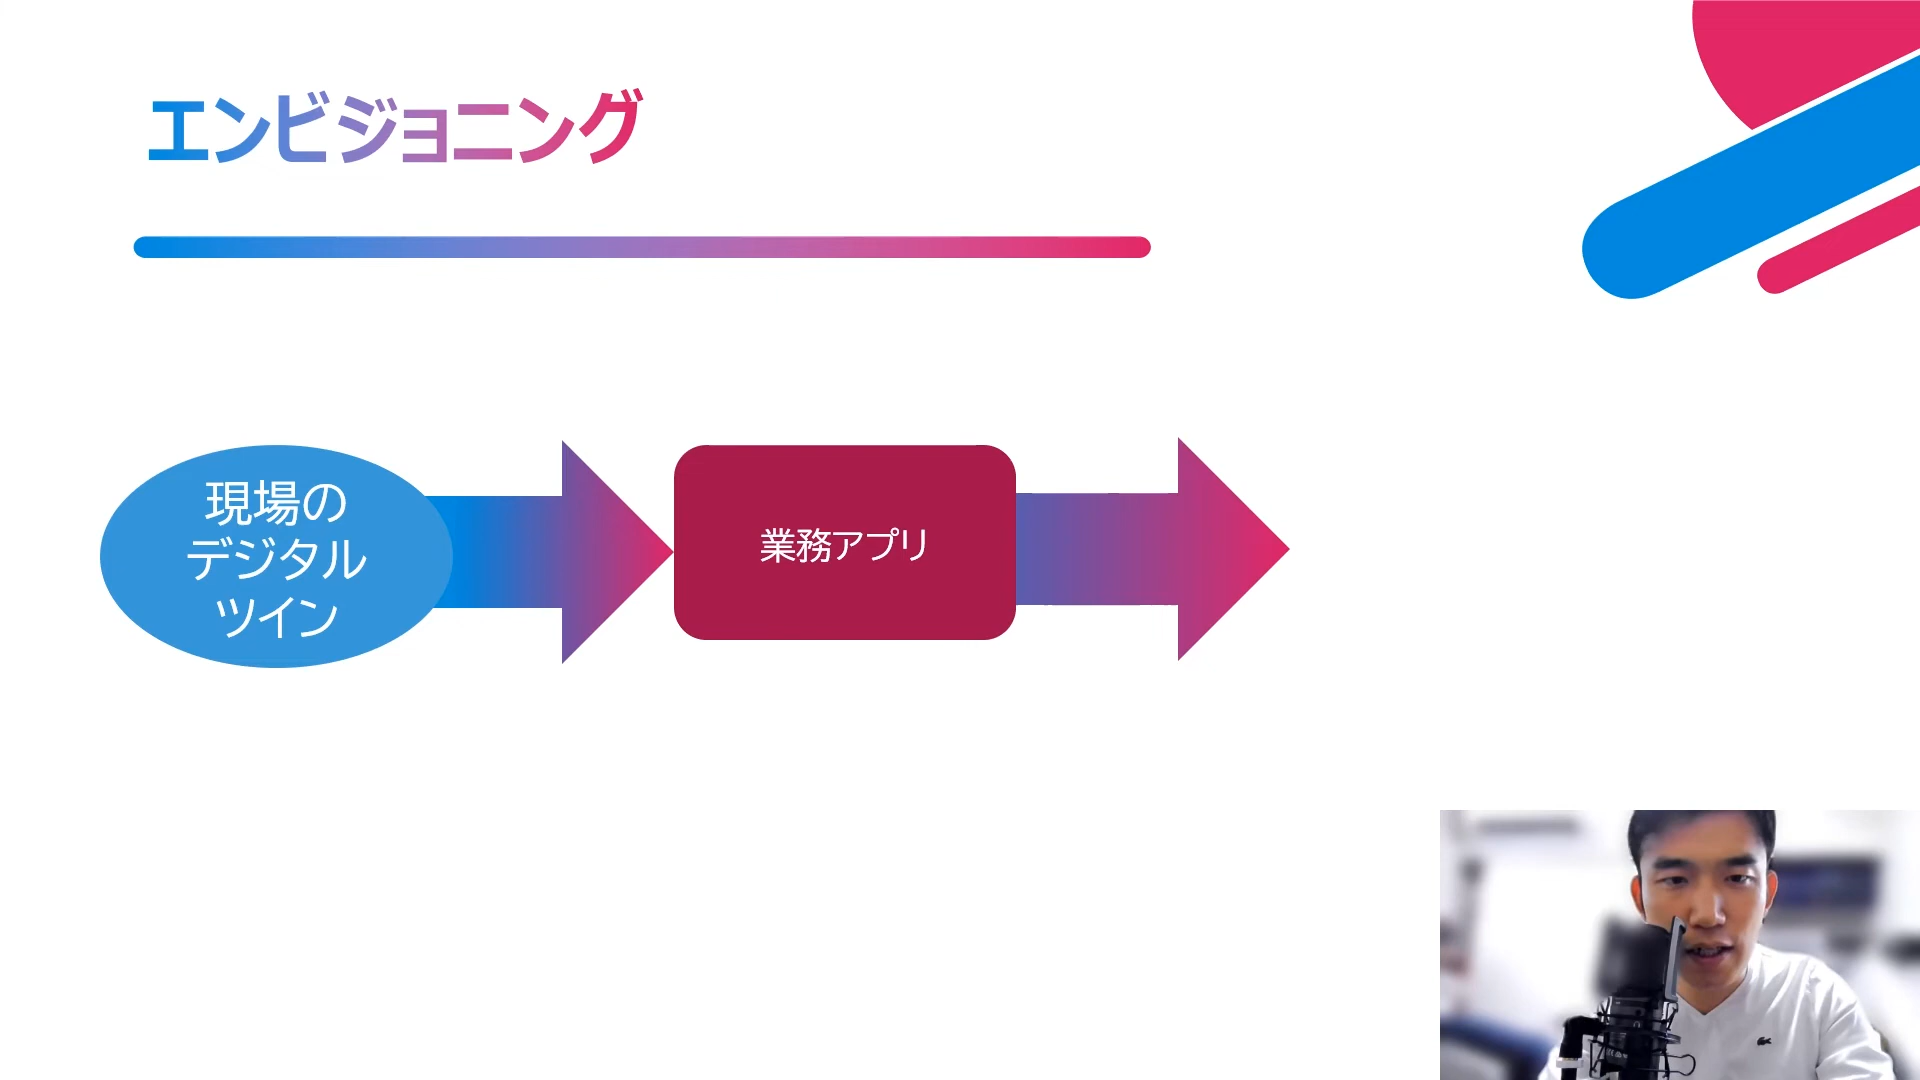 エンビジョニング
現場の
デジタル
ツイン
業務アプリ